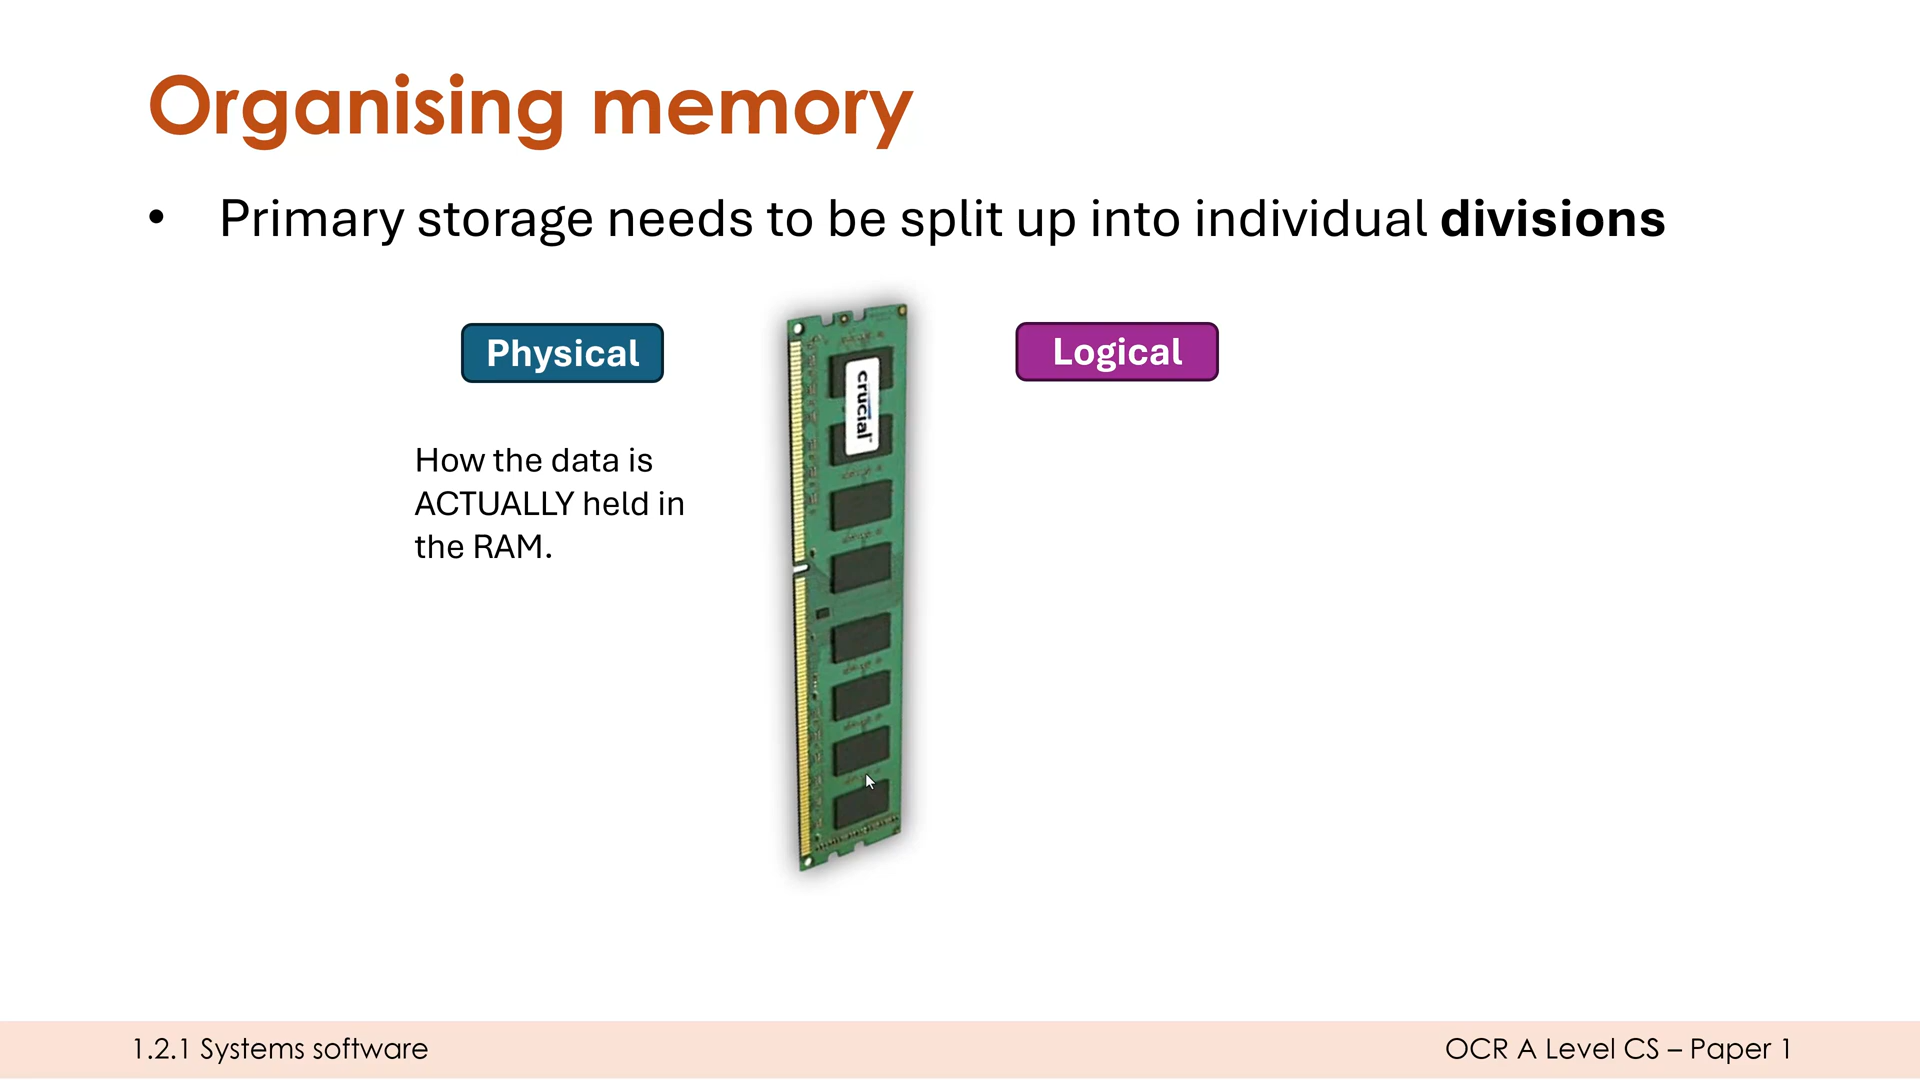 Organising memory
• Primary storage needs to be split up into individual divisions
Physical
Logical
crucial
How the data is
ACTUALLY held in
the RAM.
1.2.1 Systems software
OCR A Level CS – Paper 1